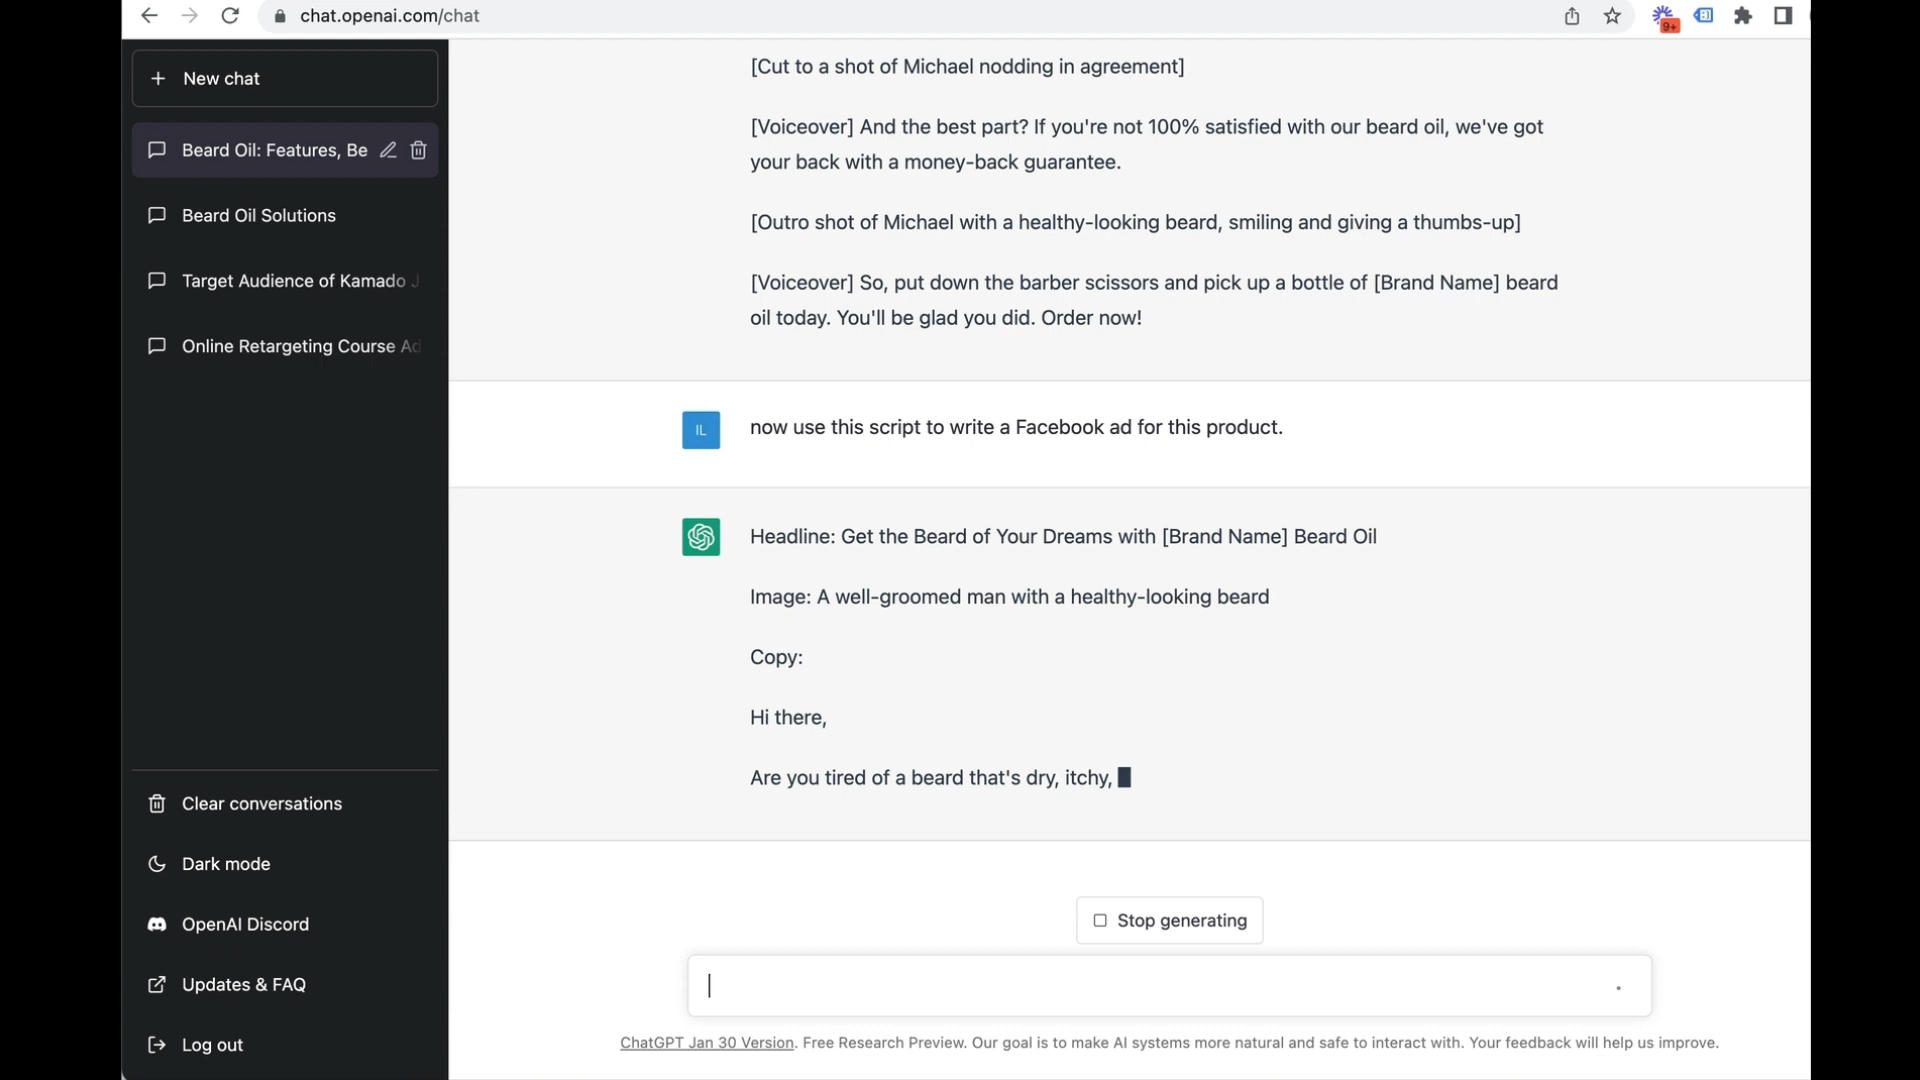 chat.openai.com/chat
9+
New chat
Beard Oil: Features, Be
Beard Oil Solutions
Target Audience of Kamado J
Online Retargeting Course Ad
Clear conversations
Dark mode
OpenAI Discord
Updates & FAQ
Log out
[Cut to a shot of Michael nodding in agreement]
[Voiceover] And the best part? If you're not 100% satisfied with our beard oil, we've got
your back with a money-back guarantee.
[Outro shot of Michael with a healthy-looking beard, smiling and giving a thumbs-up]
[Voiceover] So, put down the barber scissors and pick up a bottle of [Brand Name] beard
oil today. You'll be glad you did. Order now!
IL
now use this script to write a Facebook ad for this product.
Headline: Get the Beard of Your Dreams with [Brand Name] Beard Oil
Image: A well-groomed man with a healthy-looking beard
Copy:
Hi there,
Are you tired of a beard that's dry, itchy,
Stop generating
ChatGPT Jan 30 Version. Free Research Preview. Our goal is to make AI systems more natural and safe to interact with. Your feedback will help us improve.